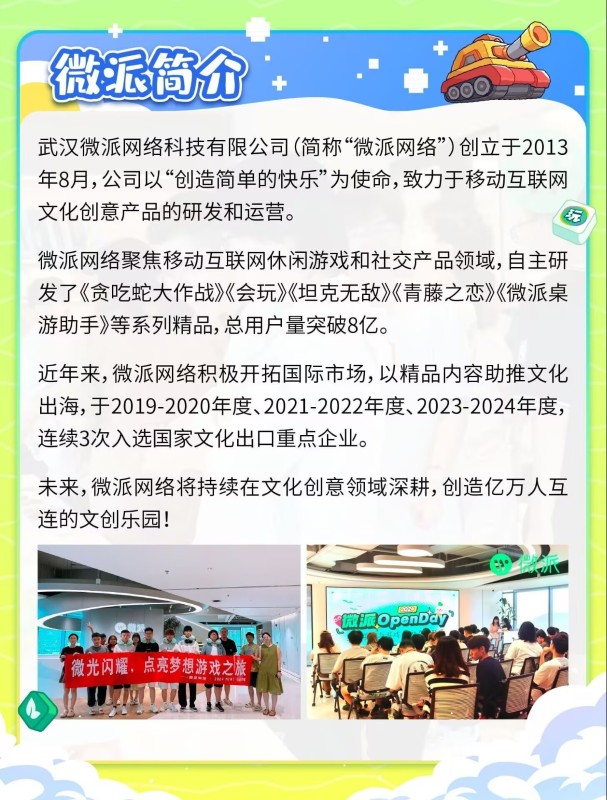 微派简介
武汉微派网络科技有限公司（简称“微派网络”）创立于2013
年8月，公司以“创造简单的快乐”为使命，致力于移动互联网
文化创意产品的研发和运营。
玩
微派网络聚焦移动互联网休闲游戏和社交产品领域，自主研
发了《贪吃蛇大作战》《会玩》《坦克无敌》《青藤之恋》《微派桌
游助手》等系列精品，总用户量突破8亿。
近年来，微派网络积极开拓国际市场，以精品内容助推文化
出海，于2019-2020年度、2021-2022年度、2023-2024年度，
连续3次入选国家文化出口重点企业。
未来，微派网络将持续在文化创意领域深耕，创造亿万人互
连的文创乐园！
微派
微派OpenDay
微光闪耀，点亮梦想游戏之旅